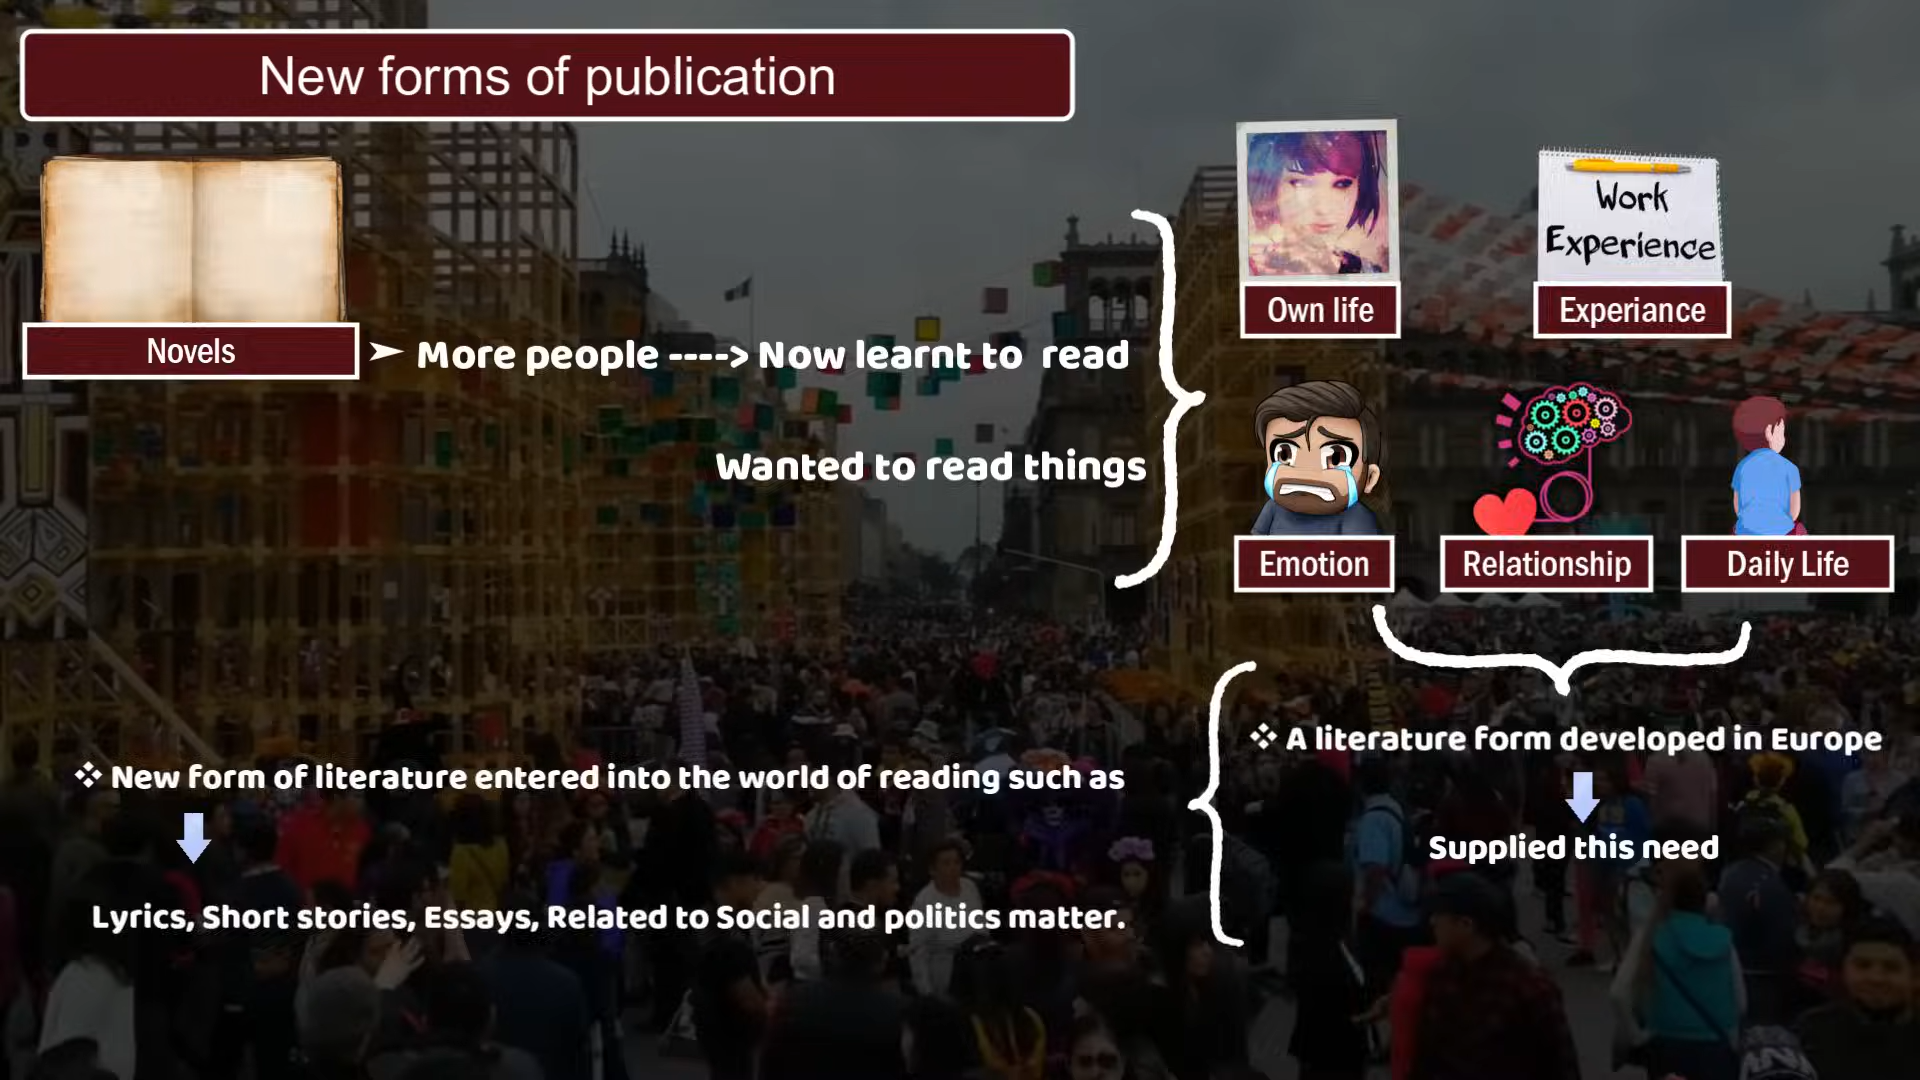 New forms of publication
Work
Experience
Own life
Experiance
Novels
➤ More people ----> Now learnt to read
Wanted to read things
Emotion
Relationship
Daily Life
❖ A literature form developed in Europe
Supplied this need
❖ New form of literature entered into the world of reading such as
Lyrics, Short stories, Essays, Related to Social and politics matter.